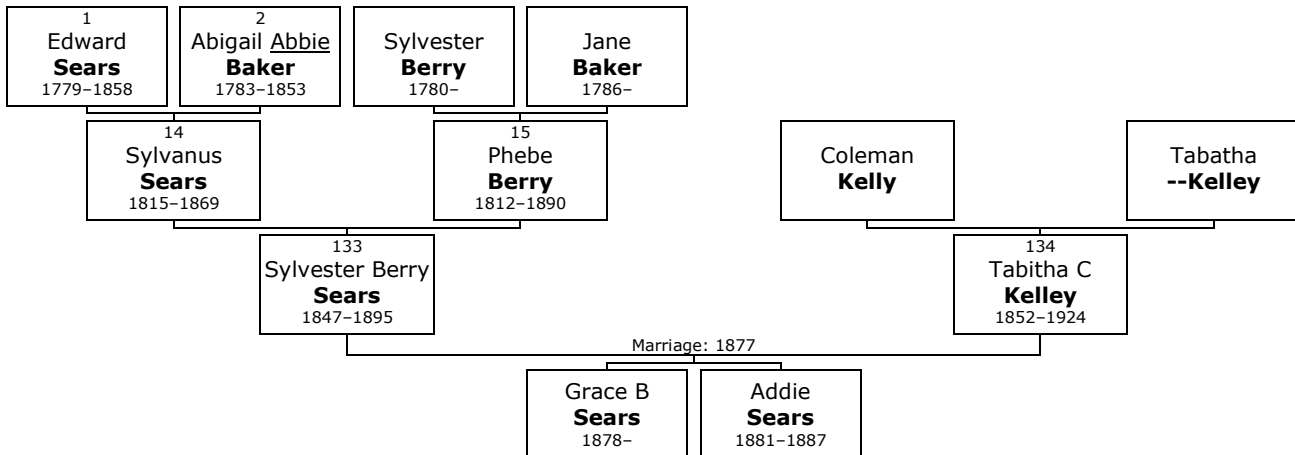 1
Edward
Sears
1779–1858
2
Abigail Abbie
Baker
1783–1853
Sylvester
Berry
1780–
Jane
Baker
1786–
14
Sylvanus
Sears
1815–1869
15
Phebe
Berry
1812–1890
Coleman
Kelly
Tabatha
--Kelley
133
Sylvester Berry
Sears
1847–1895
134
Tabitha C
Kelley
1852–1924
Marriage: 1877
Grace B
Sears
1878–
Addie
Sears
1881–1887